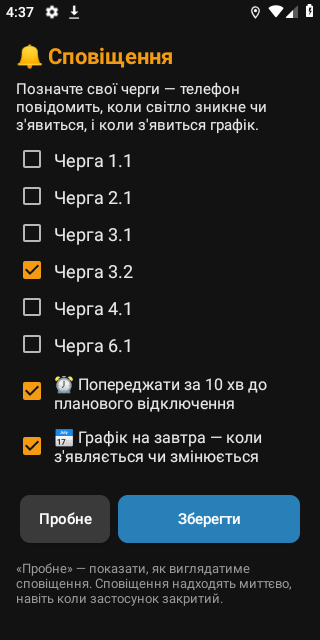 4:37
🔔 Сповіщення
Позначте свої черги — телефон
повідомить, коли світло зникне чи
з'явиться, і коли з'явиться графік.
Черга 1.1
Черга 2.1
Черга 3.1
Черга 3.2
Черга 4.1
Черга 6.1
⏰ Попереджати за 10 хв до
планового відключення
📅 Графік на завтра — коли
з'являється чи змінюється
Пробне
Зберегти
«Пробне» — показати, як виглядатиме
сповіщення. Сповіщення надходять миттєво,
навіть коли застосунок закритий.